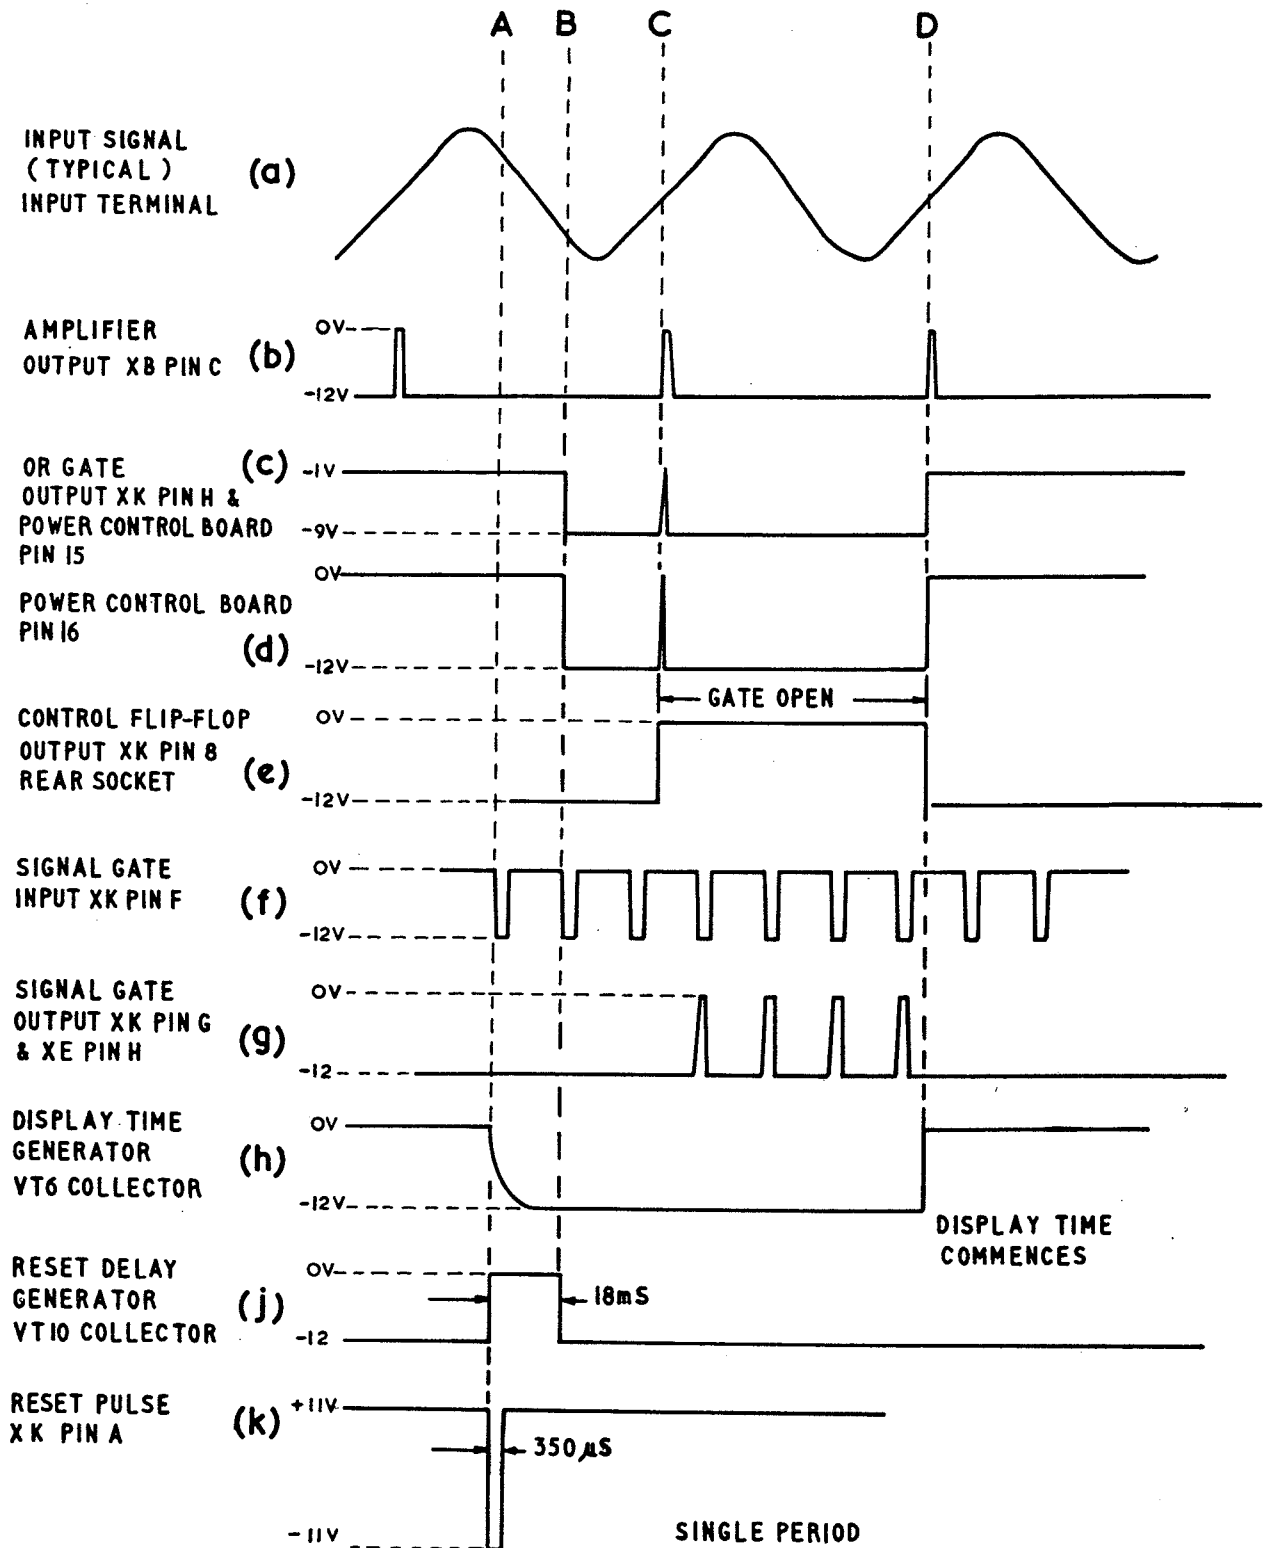 A B C D
INPUT SIGNAL
(TYPICAL)
INPUT TERMINAL
(a)
AMPLIFIER
OUTPUT XB PIN C
(b)
0V
-12V
OR GATE
OUTPUT XK PIN H &
POWER CONTROL BOARD
PIN 15
(c)
-1V
-9V
POWER CONTROL BOARD
PIN 16
(d)
0V
-12V
GATE OPEN
CONTROL FLIP-FLOP
OUTPUT XK PIN 8
REAR SOCKET
(e)
0V
-12V
SIGNAL GATE
INPUT XK PIN F
(f)
0V
-12V
SIGNAL GATE
OUTPUT XK PIN G
& XE PIN H
(g)
0V
-12
DISPLAY TIME
GENERATOR
VT6 COLLECTOR
(h)
0V
-12V
DISPLAY TIME
COMMENCES
RESET DELAY
GENERATOR
VT10 COLLECTOR
(j)
0V
-12
18mS
RESET PULSE
XK PIN A
(k)
+11V
350µS
-11V
SINGLE PERIOD